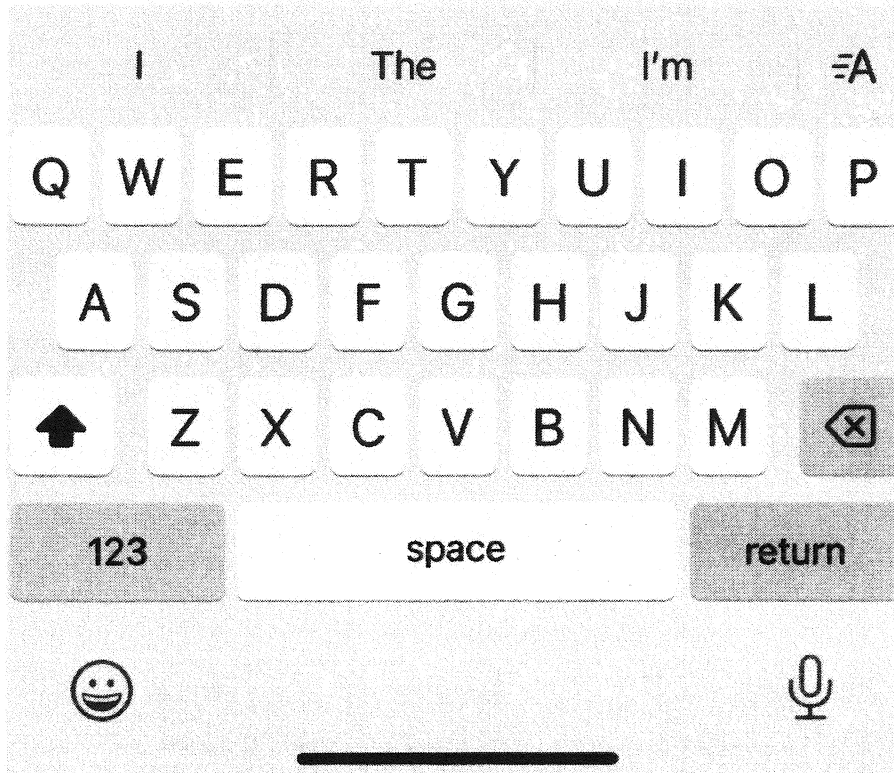 I The I’m A
Q W E R T Y U I O P
A S D F G H J K L
Z X C V B N M
123 space return